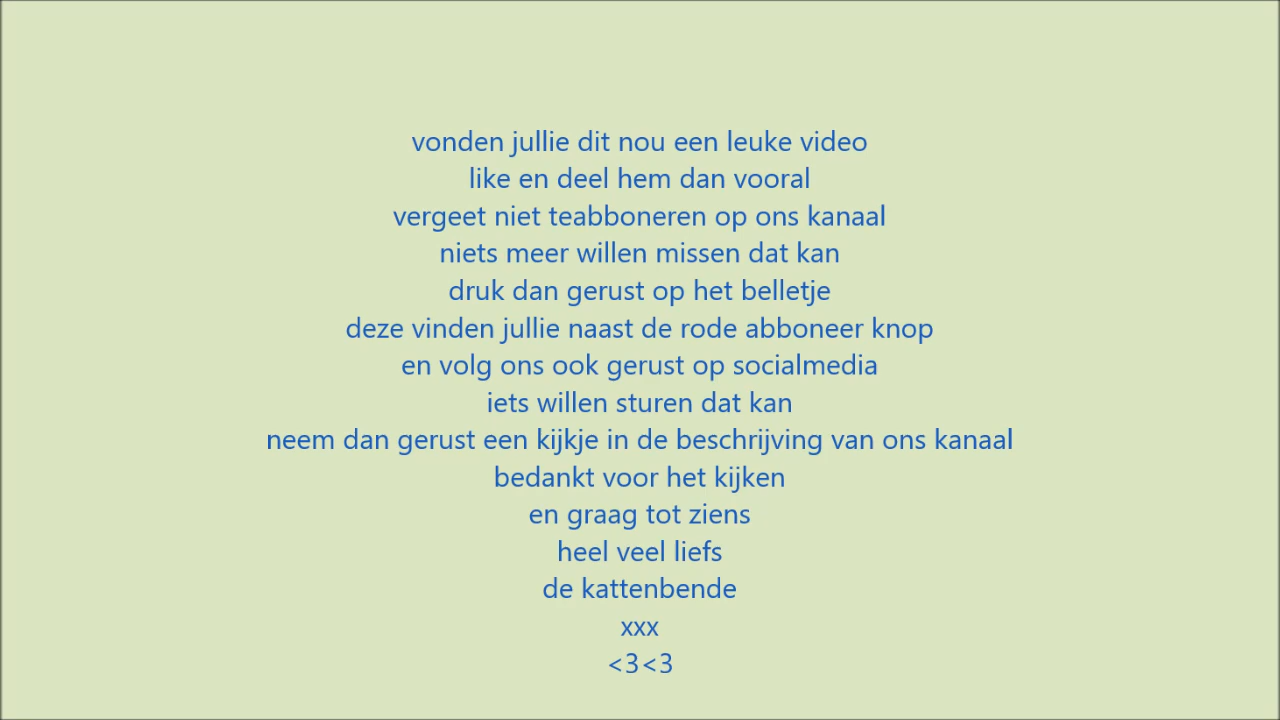 vonden jullie dit nou een leuke video
like en deel hem dan vooral
vergeet niet teabboneren op ons kanaal
niets meer willen missen dat kan
druk dan gerust op het belletje
deze vinden jullie naast de rode abboneer knop
en volg ons ook gerust op socialmedia
iets willen sturen dat kan
neem dan gerust een kijkje in de beschrijving van ons kanaal
bedankt voor het kijken
en graag tot ziens
heel veel liefs
de kattenbende
xxx
<3<3